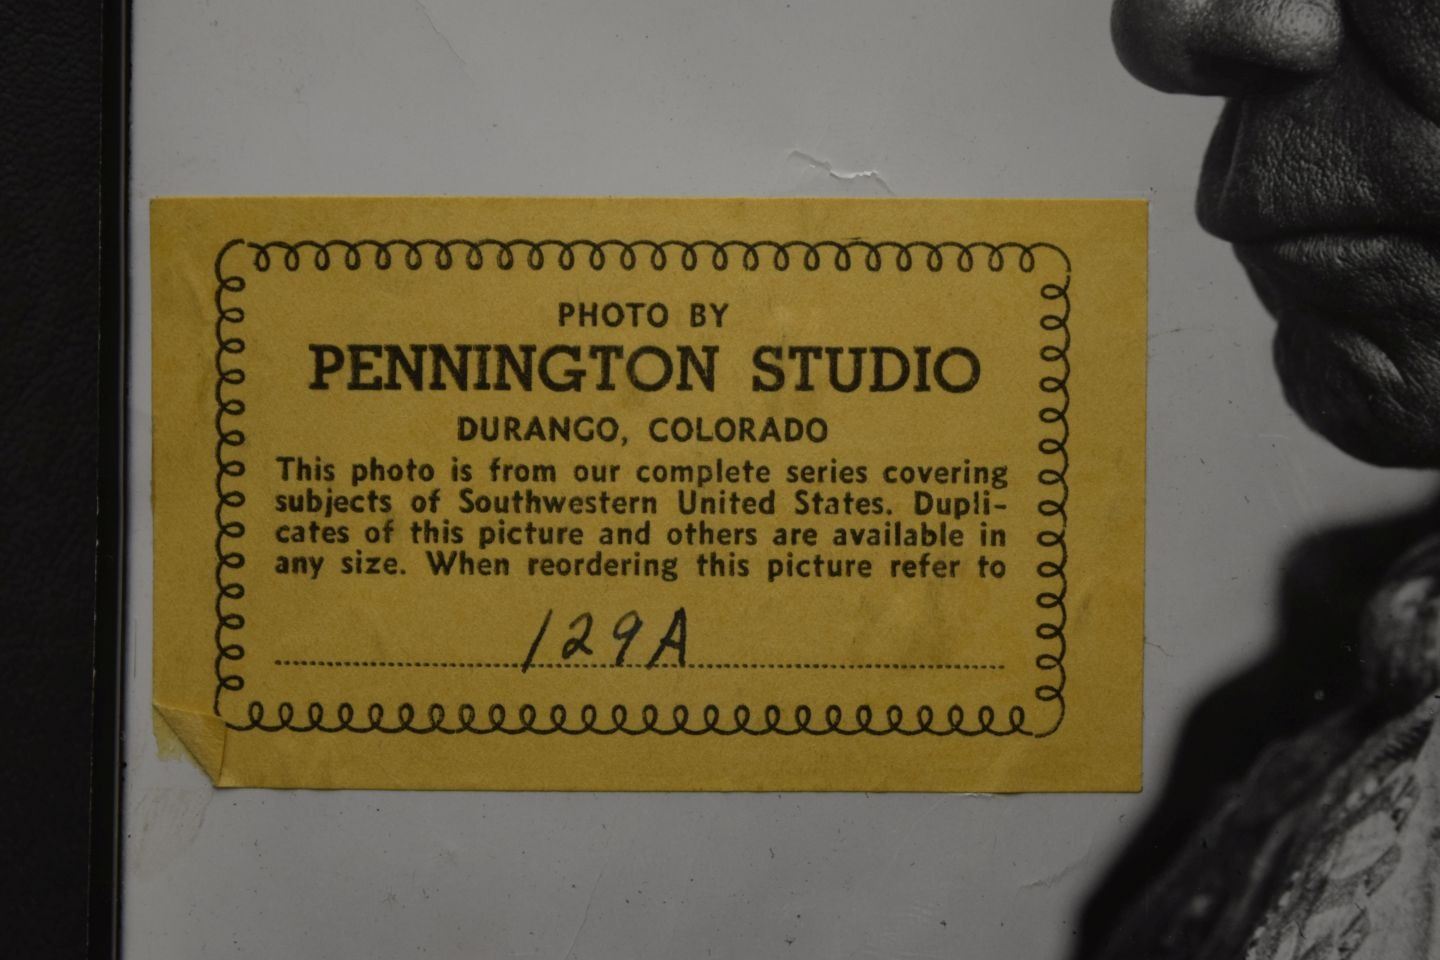 PHOTO BY
PENNINGTON STUDIO
DURANGO, COLORADO
This photo is from our complete series covering
subjects of Southwestern United States. Dupli-
cates of this picture and others are available in
any size. When reordering this picture refer to
129A